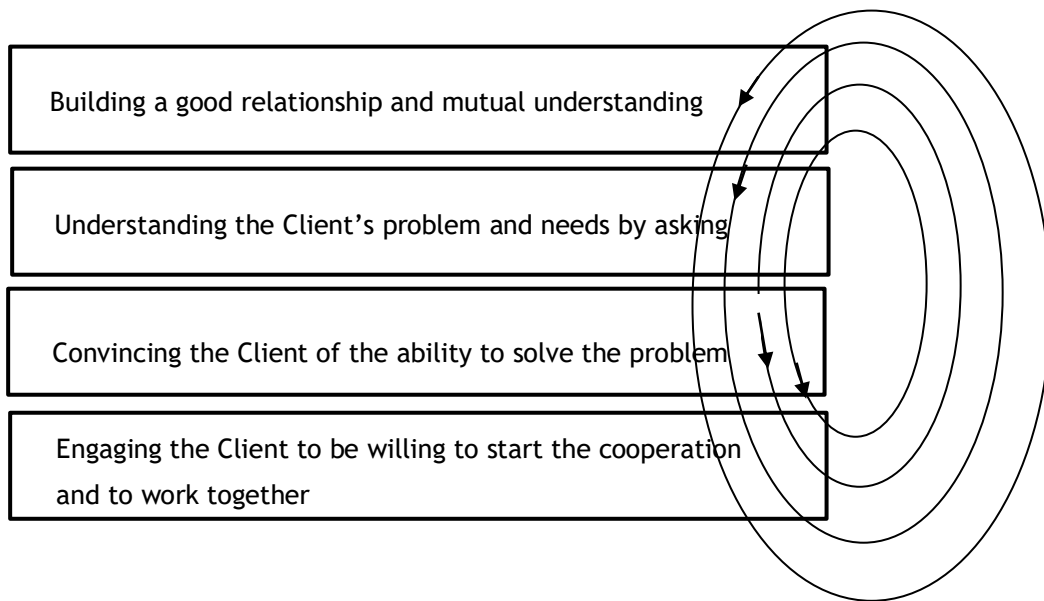 Building a good relationship and mutual understanding
Understanding the Client’s problem and needs by asking
Convincing the Client of the ability to solve the problem
Engaging the Client to be willing to start the cooperation
and to work together